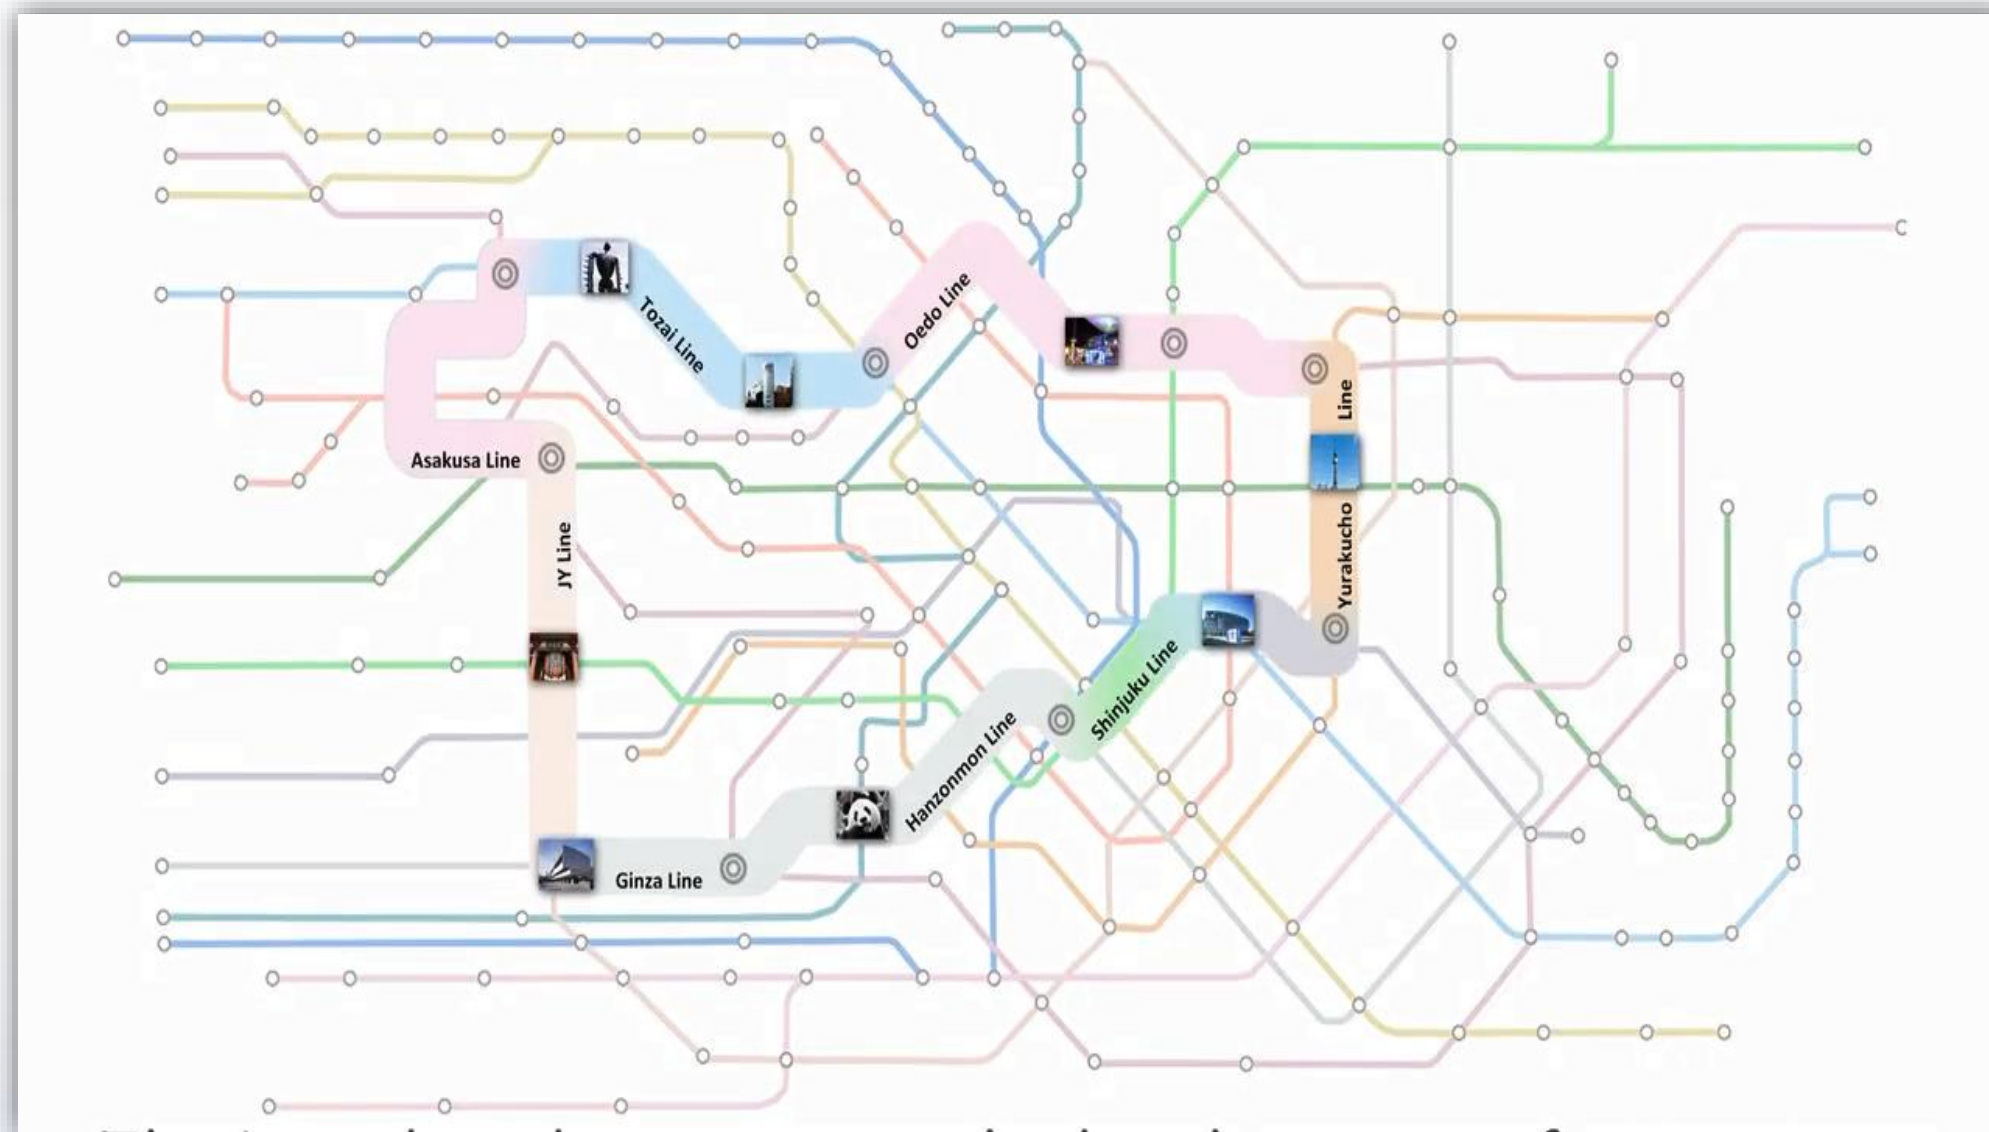 Tozai Line
Oedo Line
Line
Yurakucho
Asakusa Line
JY Line
Shinjuku Line
Hanzonmon Line
Ginza Line